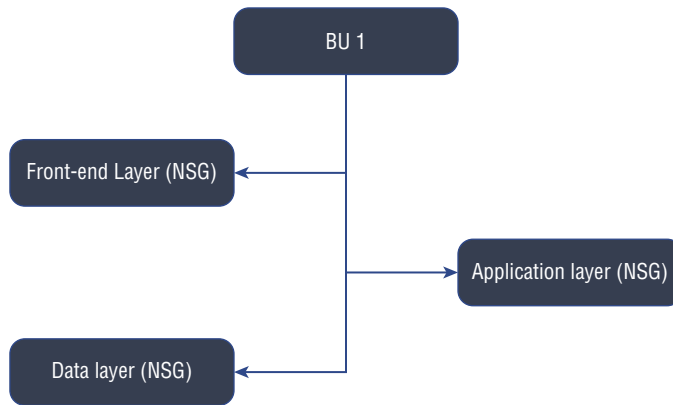 BU 1
Front-end Layer (NSG)
Application layer (NSG)
Data layer (NSG)